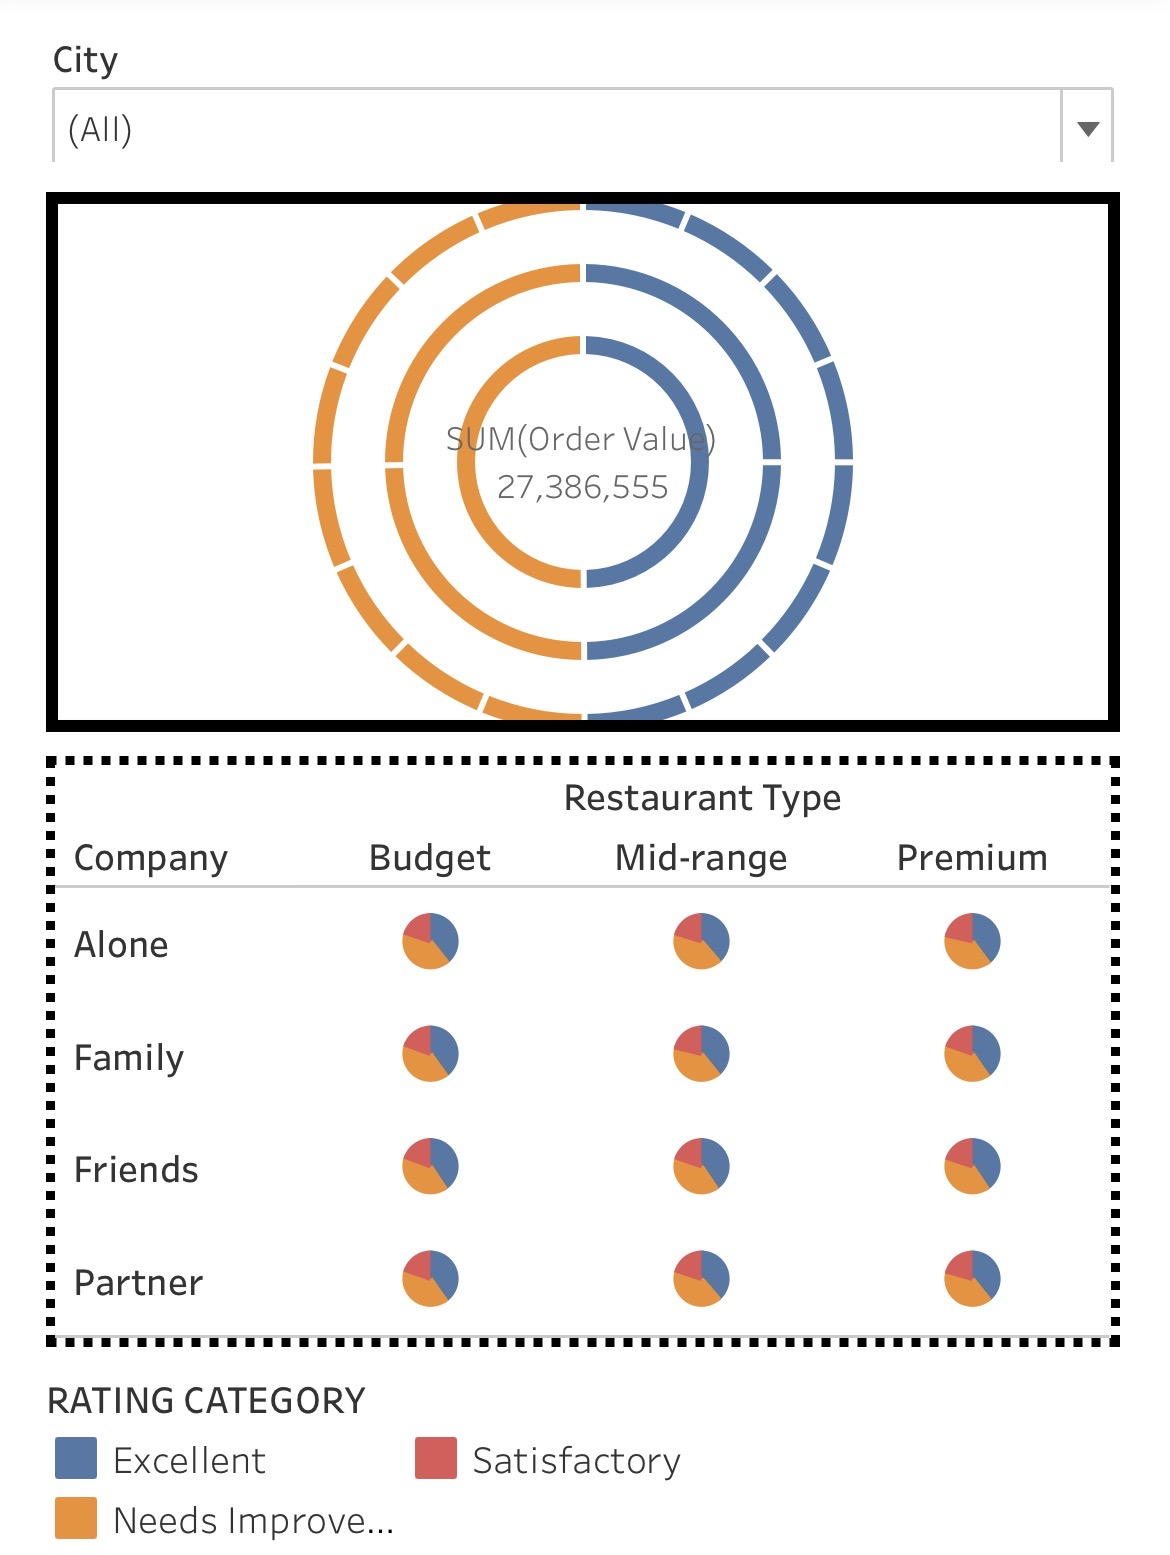 City
(All)
SUM(Order Value)
27,386,555
Restaurant Type
Company Budget Mid-range Premium
Alone
Family
Friends
Partner
RATING CATEGORY
Excellent Satisfactory
Needs Improve...